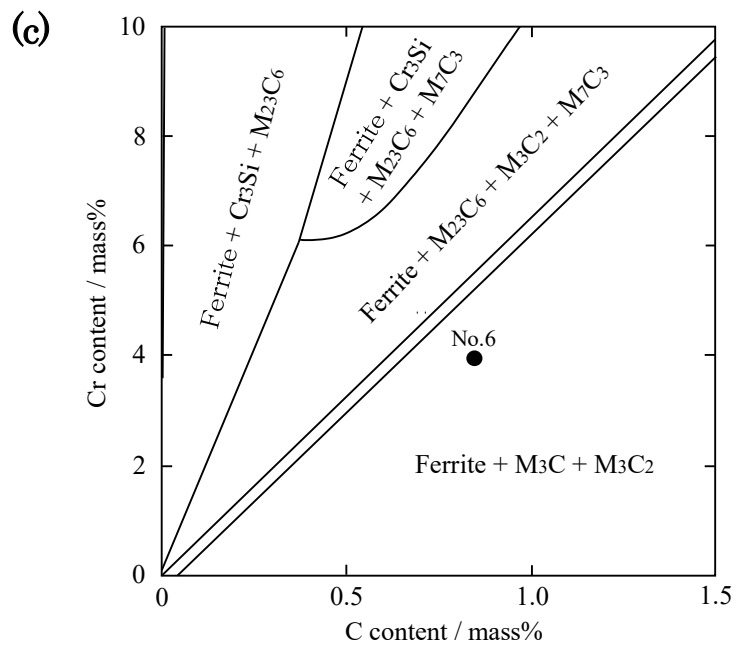 (c)
10
8
6
4
2
0
Cr content / mass%
Ferrite + Cr3Si + M23C6
Ferrite + Cr3Si
+ M23C6 + M7C3
Ferrite + M23C6 + M3C2 + M7C3
No.6
Ferrite + M3C + M3C2
0
0.5
1.0
1.5
C content / mass%